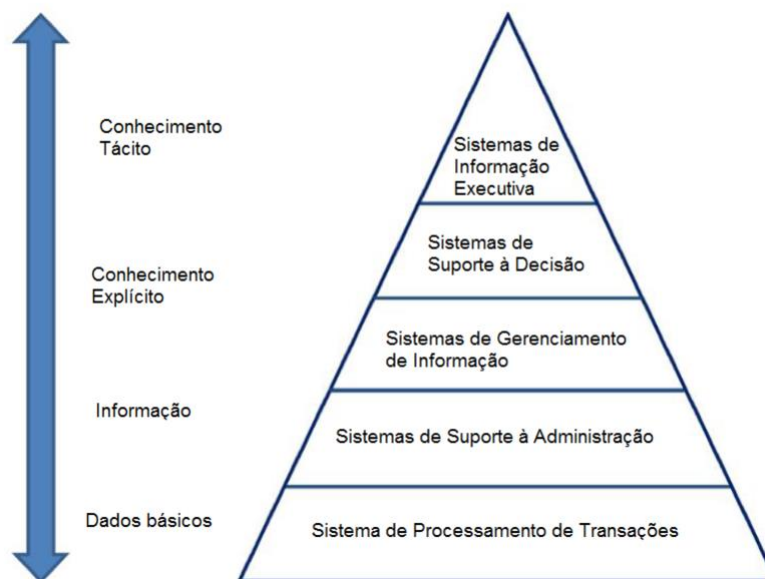 Conhecimento
Tácito
Sistemas de
Informação
Executiva
Conhecimento
Explícito
Sistemas de
Suporte à Decisão
Sistemas de Gerenciamento
de Informação
Informação
Sistemas de Suporte à Administração
Dados básicos
Sistema de Processamento de Transações